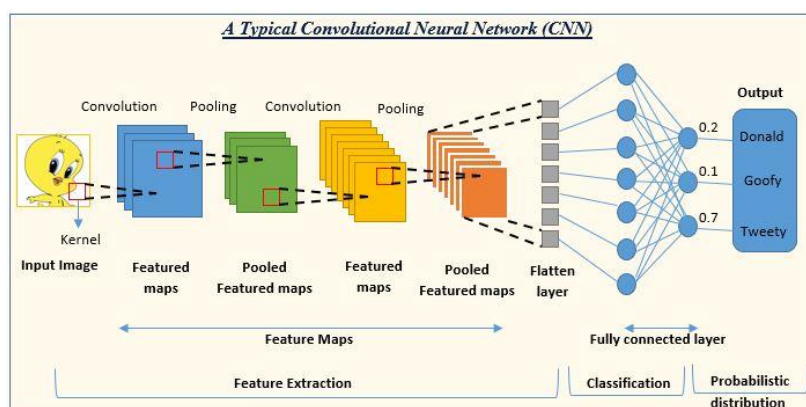 A Typical Convolutional Neural Network (CNN)
Convolution
Pooling
Convolution
Pooling
Output
0.2
Donald
0.1
Goofy
0.7
Tweety
Kernel
Input Image
Featured
maps
Pooled
Featured maps
Featured
maps
Pooled
Featured maps
Flatten
layer
Feature Maps
Fully connected layer
Feature Extraction
Classification
Probabilistic
distribution